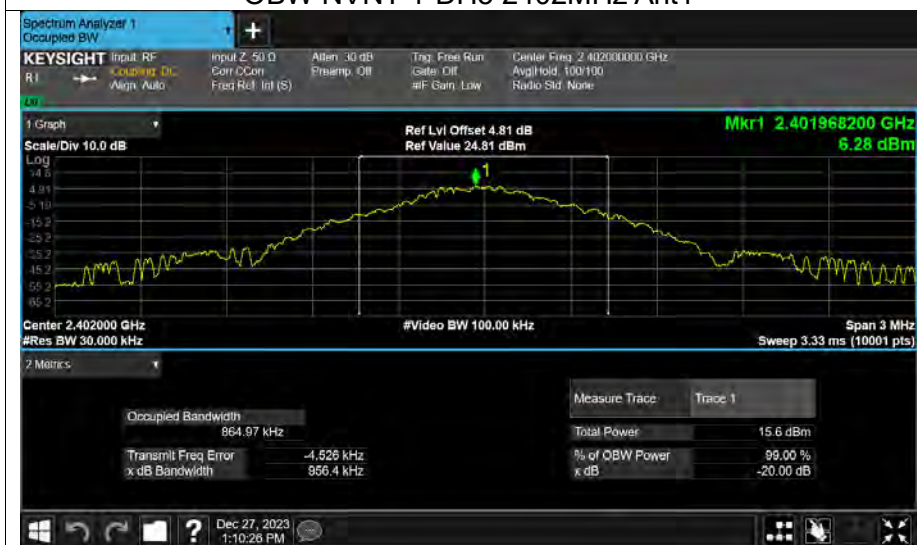 OBW NVNT 1-DH5 2402MHz Ant1
Spectrum Analyzer 1
Occupied BW
1
+
KEYSIGHT Input: RF
Coupling: DC
Align: Auto
Input Z: 50 Ω
Corr CCorr
Freq Ref: Int (S)
Atten: 30 dB
Preamp: Off
Trig: Free Run
Gate: Off
#IF Gain: Low
Center Freq: 2.402000000 GHz
Avg|Hold: 100/100
Radio Std: None
1 Graph
Scale/Div 10.0 dB
Ref Lvl Offset 4.81 dB
Ref Value 24.81 dBm
Mkr1 2.401968200 GHz
6.28 dBm
Log
14.8
4.81
-5.19
-15.2
-25.2
-35.2
-45.2
-55.2
-65.2
1
Center 2.402000 GHz
#Video BW 100.00 kHz
Span 3 MHz
#Res BW 30.000 kHz
Sweep 3.33 ms (10001 pts)
2 Metrics
Measure Trace Trace 1
Occupied Bandwidth
864.97 kHz
Total Power 15.6 dBm
Transmit Freq Error -4.526 kHz
% of OBW Power 99.00 %
x dB Bandwidth 956.4 kHz
x dB -20.00 dB
?
Dec 27, 2023
1:10:26 PM